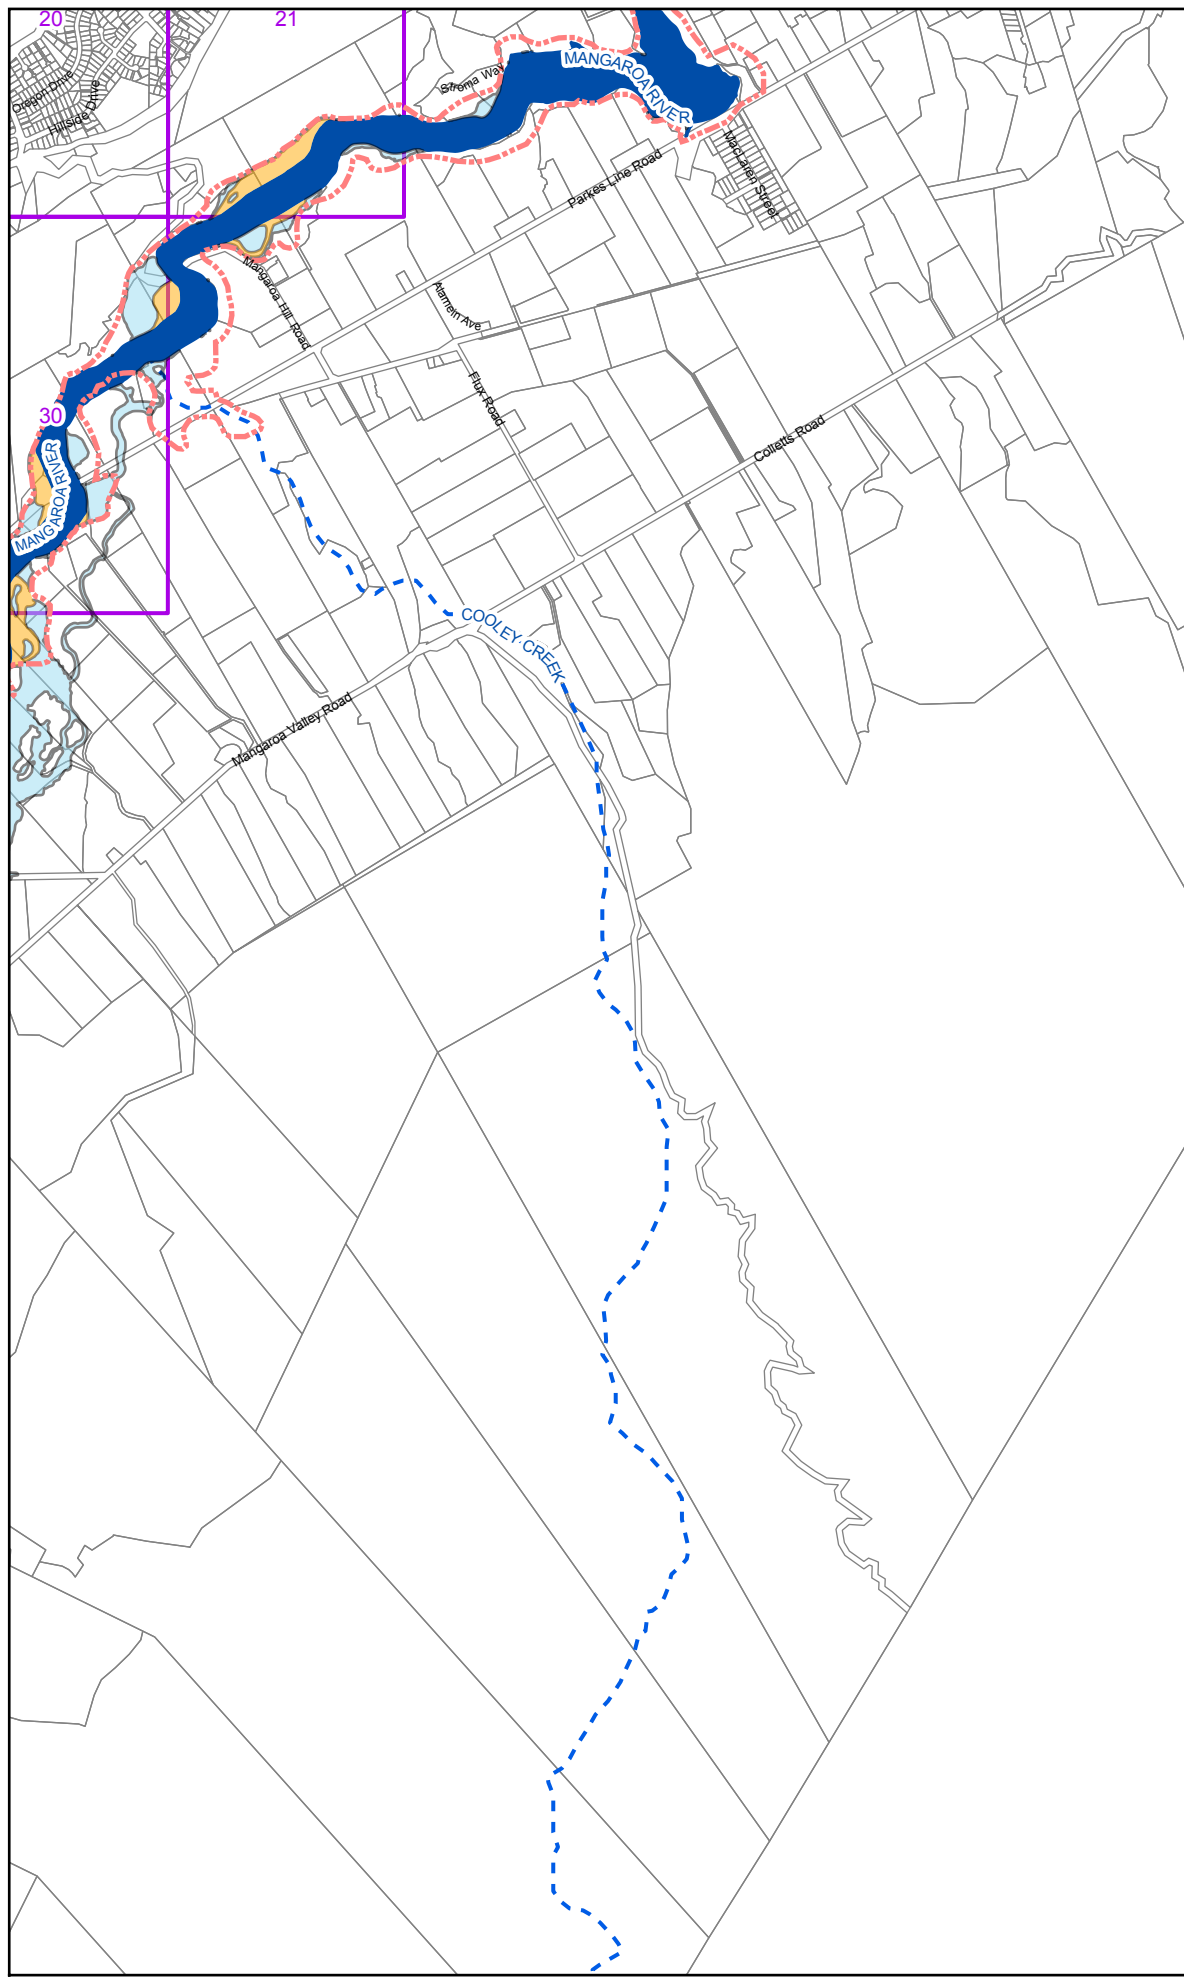 20
21
Oregon Drive
Hillside Drive
Stroma Way
MANGAROA RIVER
MacLaren Street
Parkes Line Road
Mangaroa Hill Road
Alamein Ave
Flux Road
Colletts Road
30
MANGAROA RIVER
COOLEY CREEK
Mangaroa Valley Road